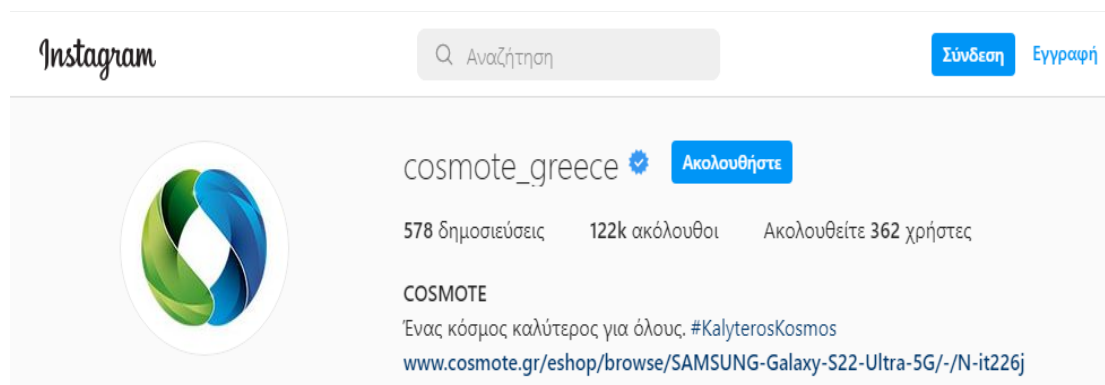 Instagram Αναζήτηση Σύνδεση Εγγραφή
cosmote_greece Ακολουθήστε
578 δημοσιεύσεις 122k ακόλουθοι Ακολουθείτε 362 χρήστες
COSMOTE
Ένας κόσμος καλύτερος για όλους. #KalyterosKosmos
www.cosmote.gr/eshop/browse/SAMSUNG-Galaxy-S22-Ultra-5G/-/N-it226j